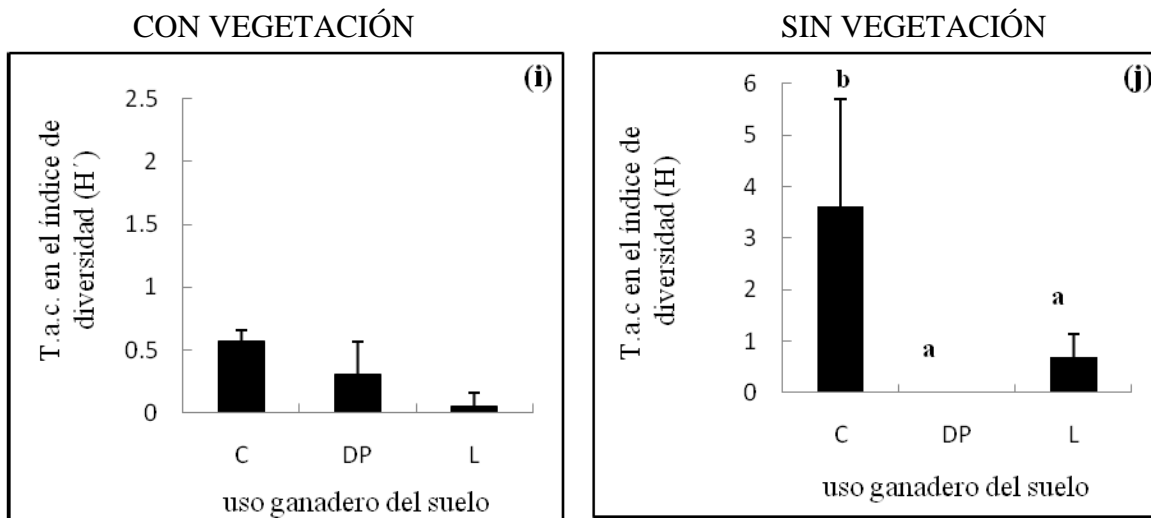 CON VEGETACIÓN
(i)
T.a.c. en el índice de
diversidad (H´)
2.5
2
1.5
1
0.5
0
C DP L
uso ganadero del suelo
SIN VEGETACIÓN
(j)
T.a.c en el índice de
diversidad (H)
6
5
4
3
2
1
0
b
a
a
C DP L
uso ganadero del suelo